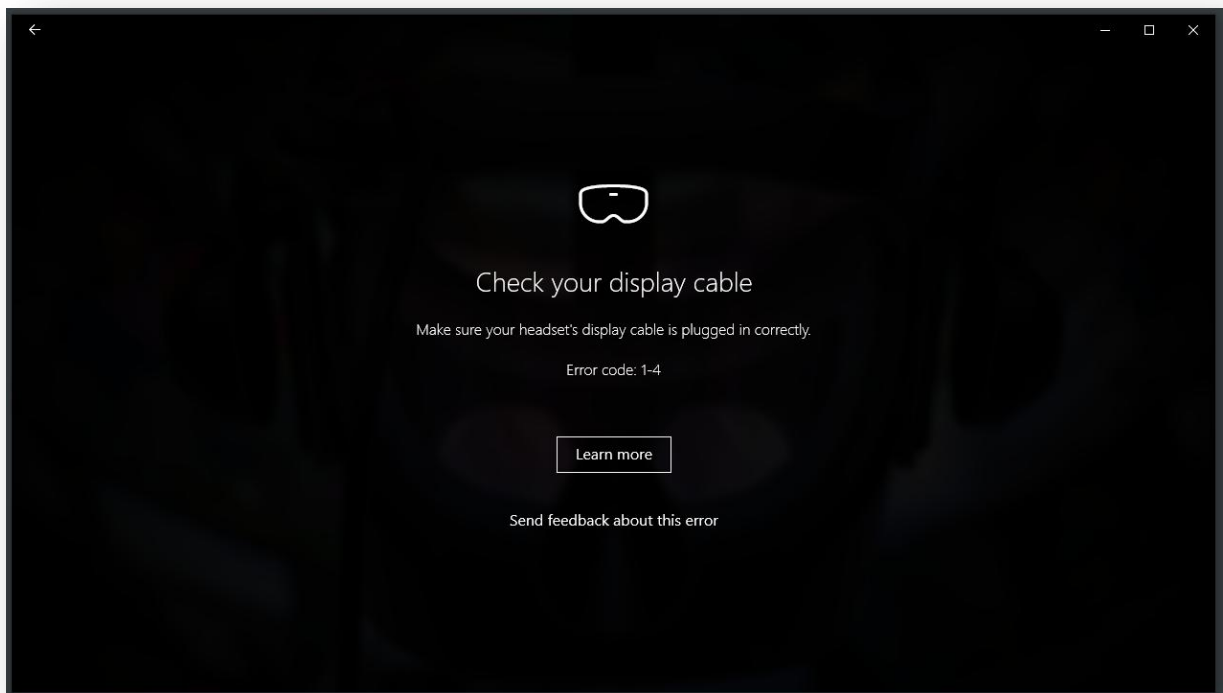 Check your display cable
Make sure your headset's display cable is plugged in correctly.
Error code: 1-4
Learn more
Send feedback about this error